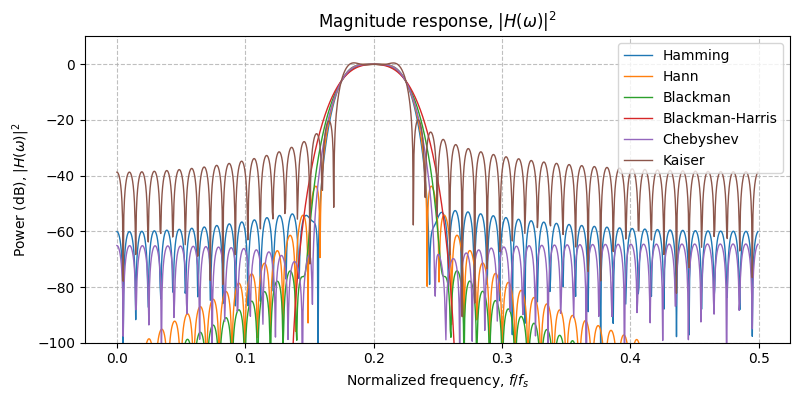 Magnitude response, |H(ω)|²
Power (dB), |H(ω)|²
0
−20
−40
−60
−80
−100
Hamming
Hann
Blackman
Blackman-Harris
Chebyshev
Kaiser
0.0 0.1 0.2 0.3 0.4 0.5
Normalized frequency, f/fₛ